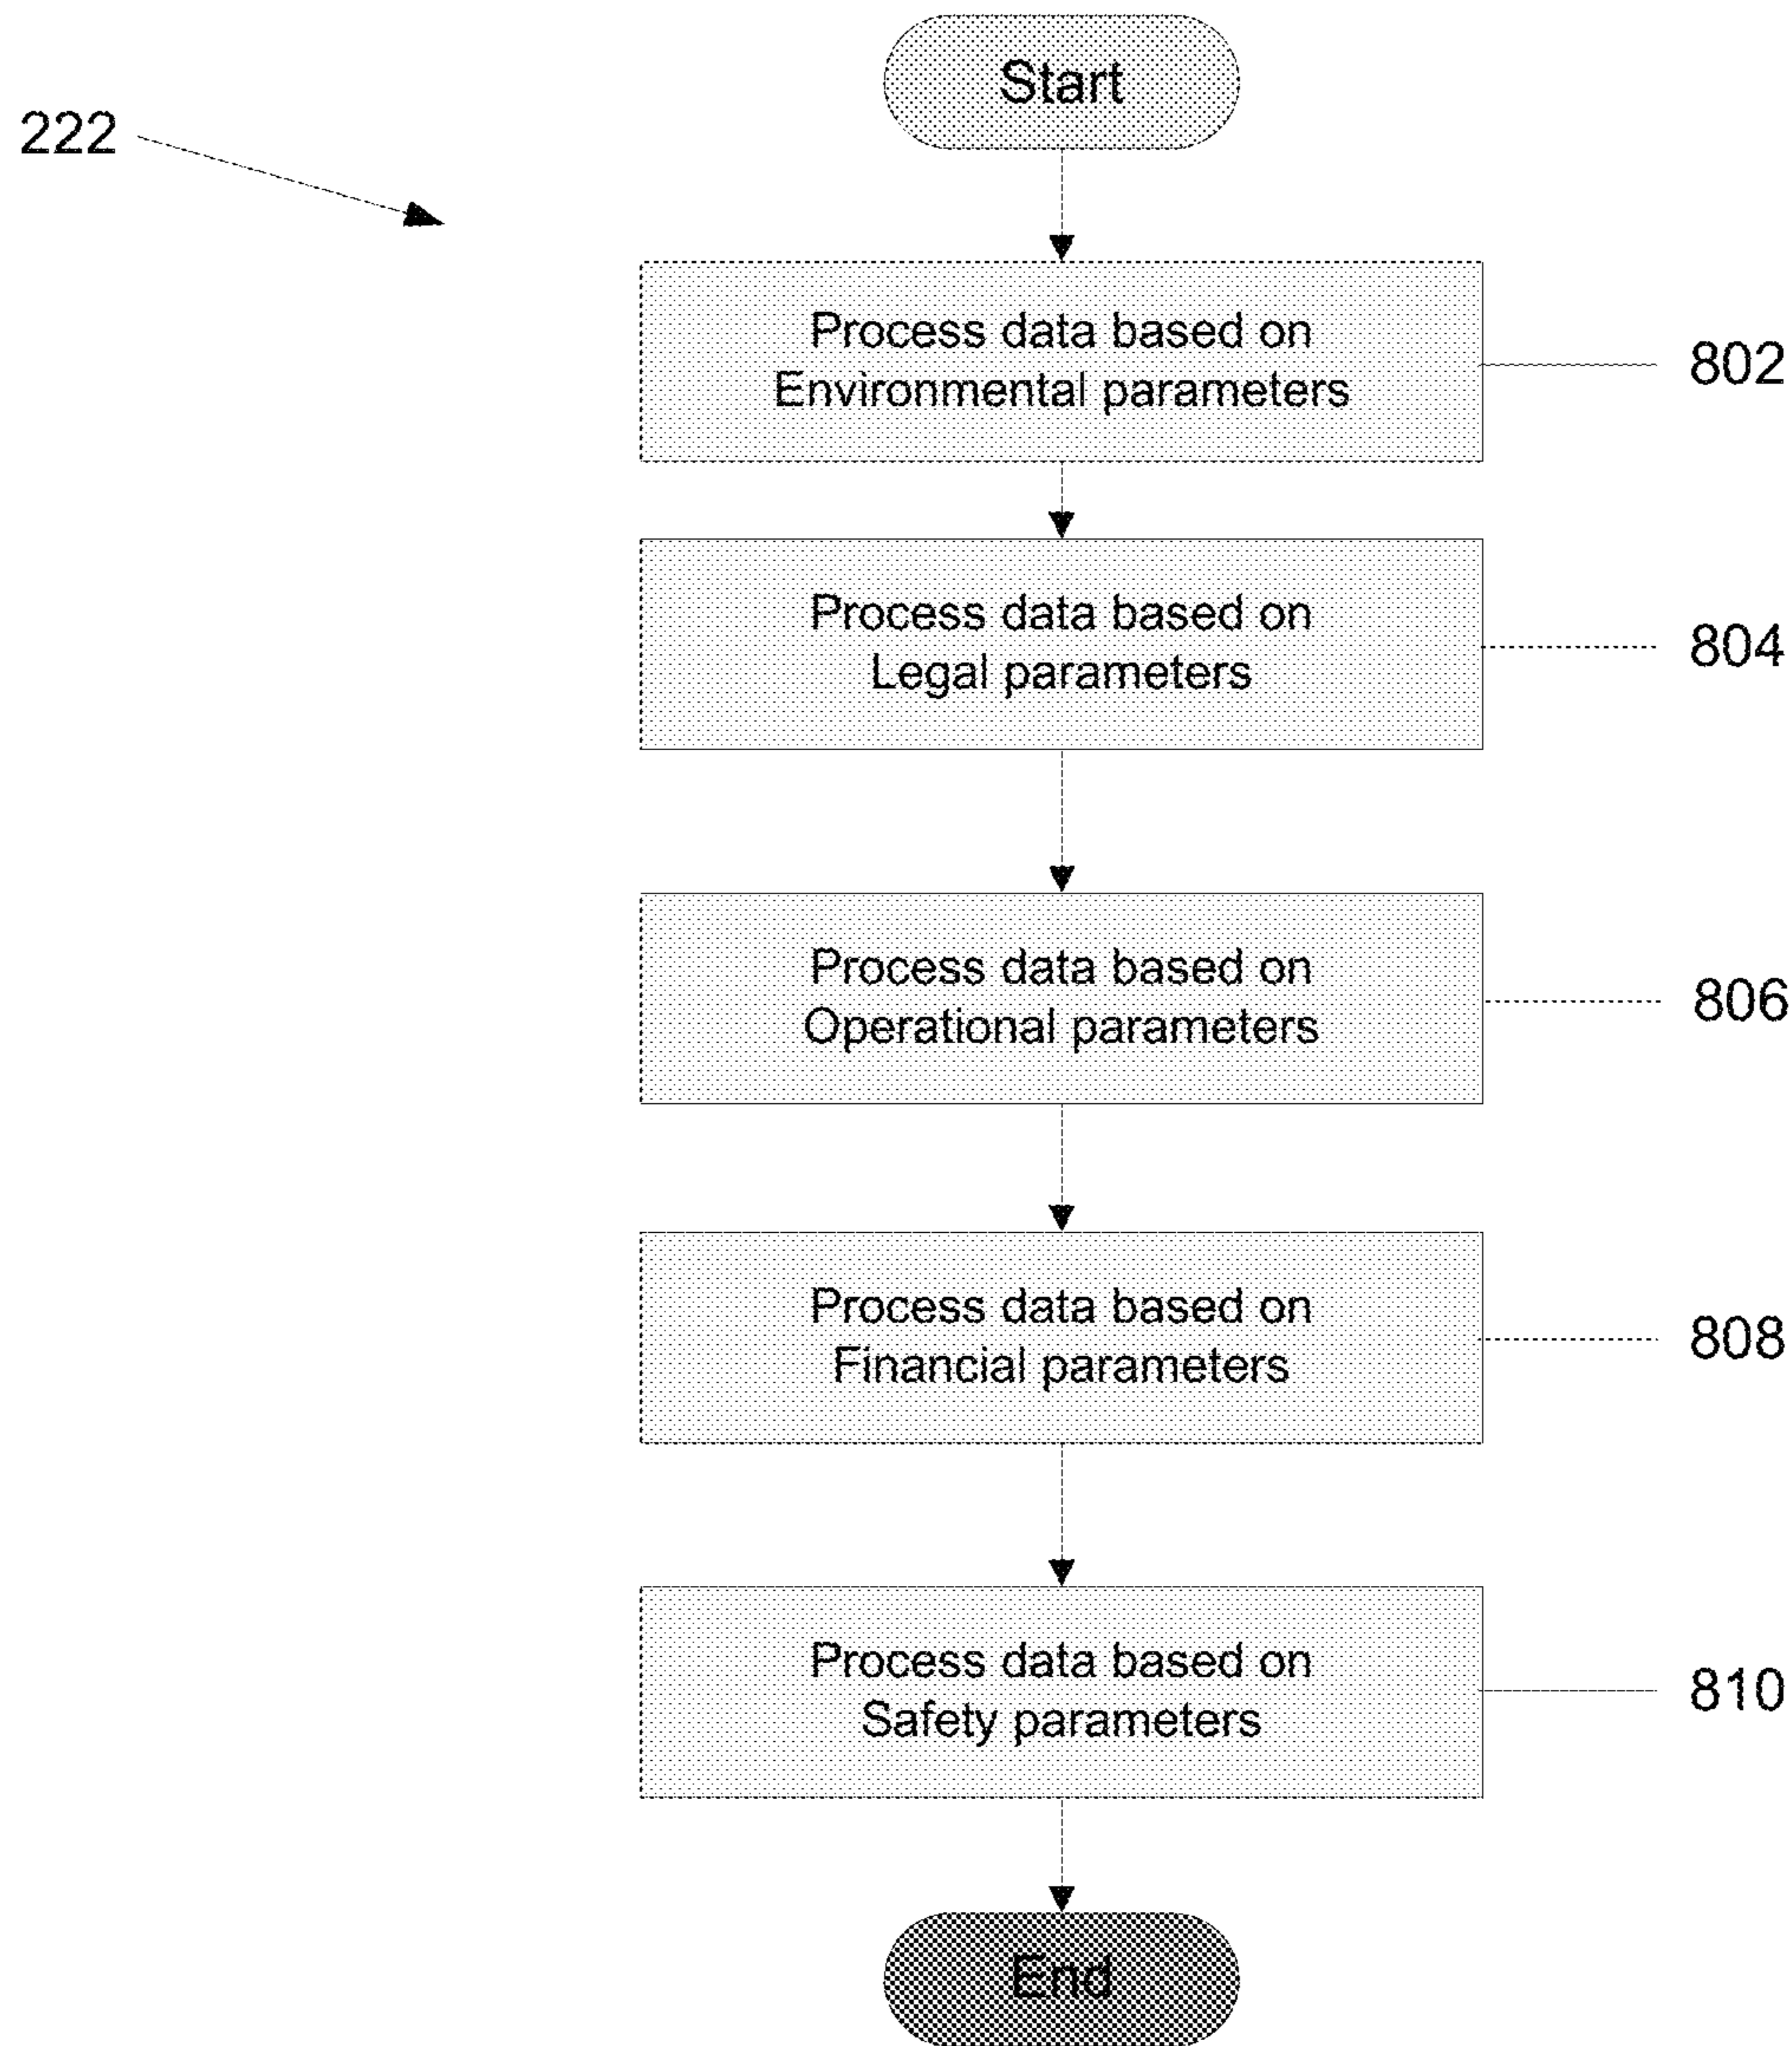 Start
222
Process data based on
Environmental parameters
802
Process data based on
Legal parameters
804
Process data based on
Operational parameters
806
Process data based on
Financial parameters
808
Process data based on
Safety parameters
810
End